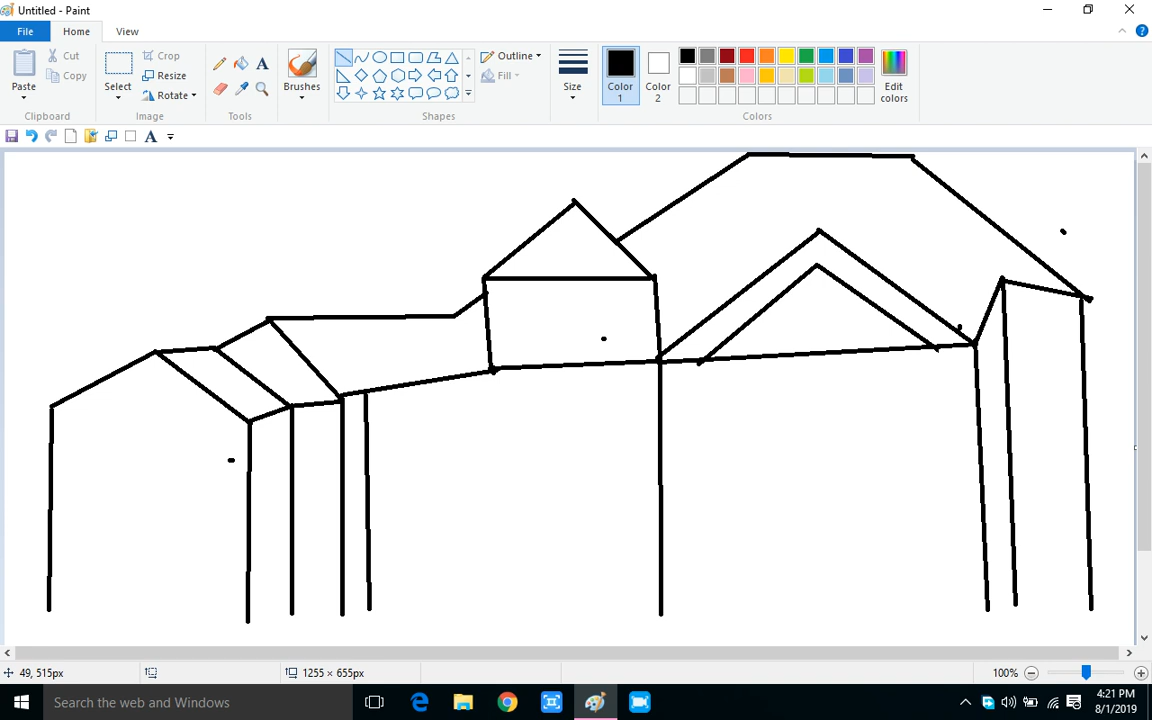 Untitled - Paint
File Home View
Paste
Cut
Copy
Clipboard
Select
Crop
Resize
Rotate
Image
A
Tools
Brushes
Shapes
Outline
Fill
Size
Color 1
Color 2
Edit colors
Colors
A
49, 515px
1255 × 655px
100%
Search the web and Windows
4:21 PM
8/1/2019